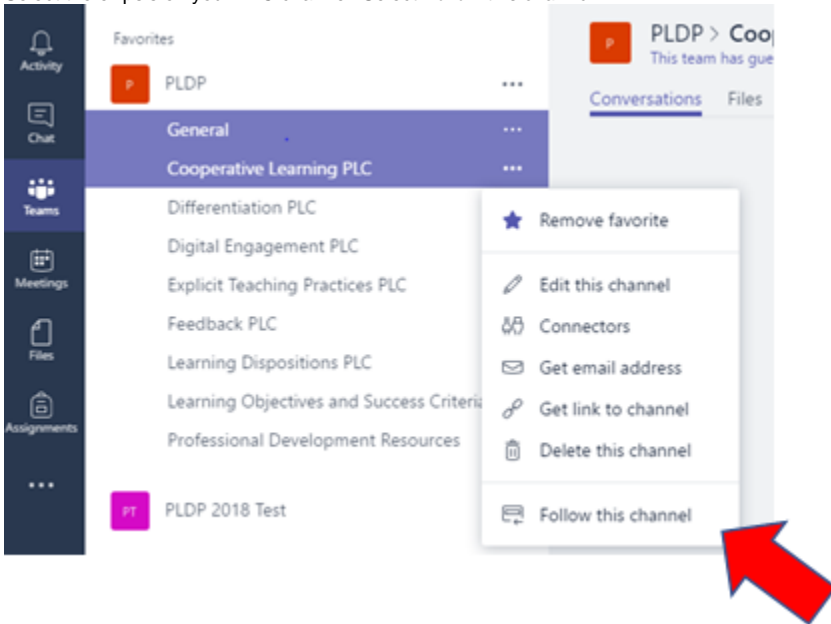 Favorites
P PLDP ...
General ...
Cooperative Learning PLC ...
Differentiation PLC
Digital Engagement PLC
Explicit Teaching Practices PLC
Feedback PLC
Learning Dispositions PLC
Learning Objectives and Success Criteria
Professional Development Resources
PT PLDP 2018 Test
Activity
Chat
Teams
Meetings
Files
Assignments
...
P PLDP > Coo
This team has gue
Conversations Files
Remove favorite
Edit this channel
Connectors
Get email address
Get link to channel
Delete this channel
Follow this channel